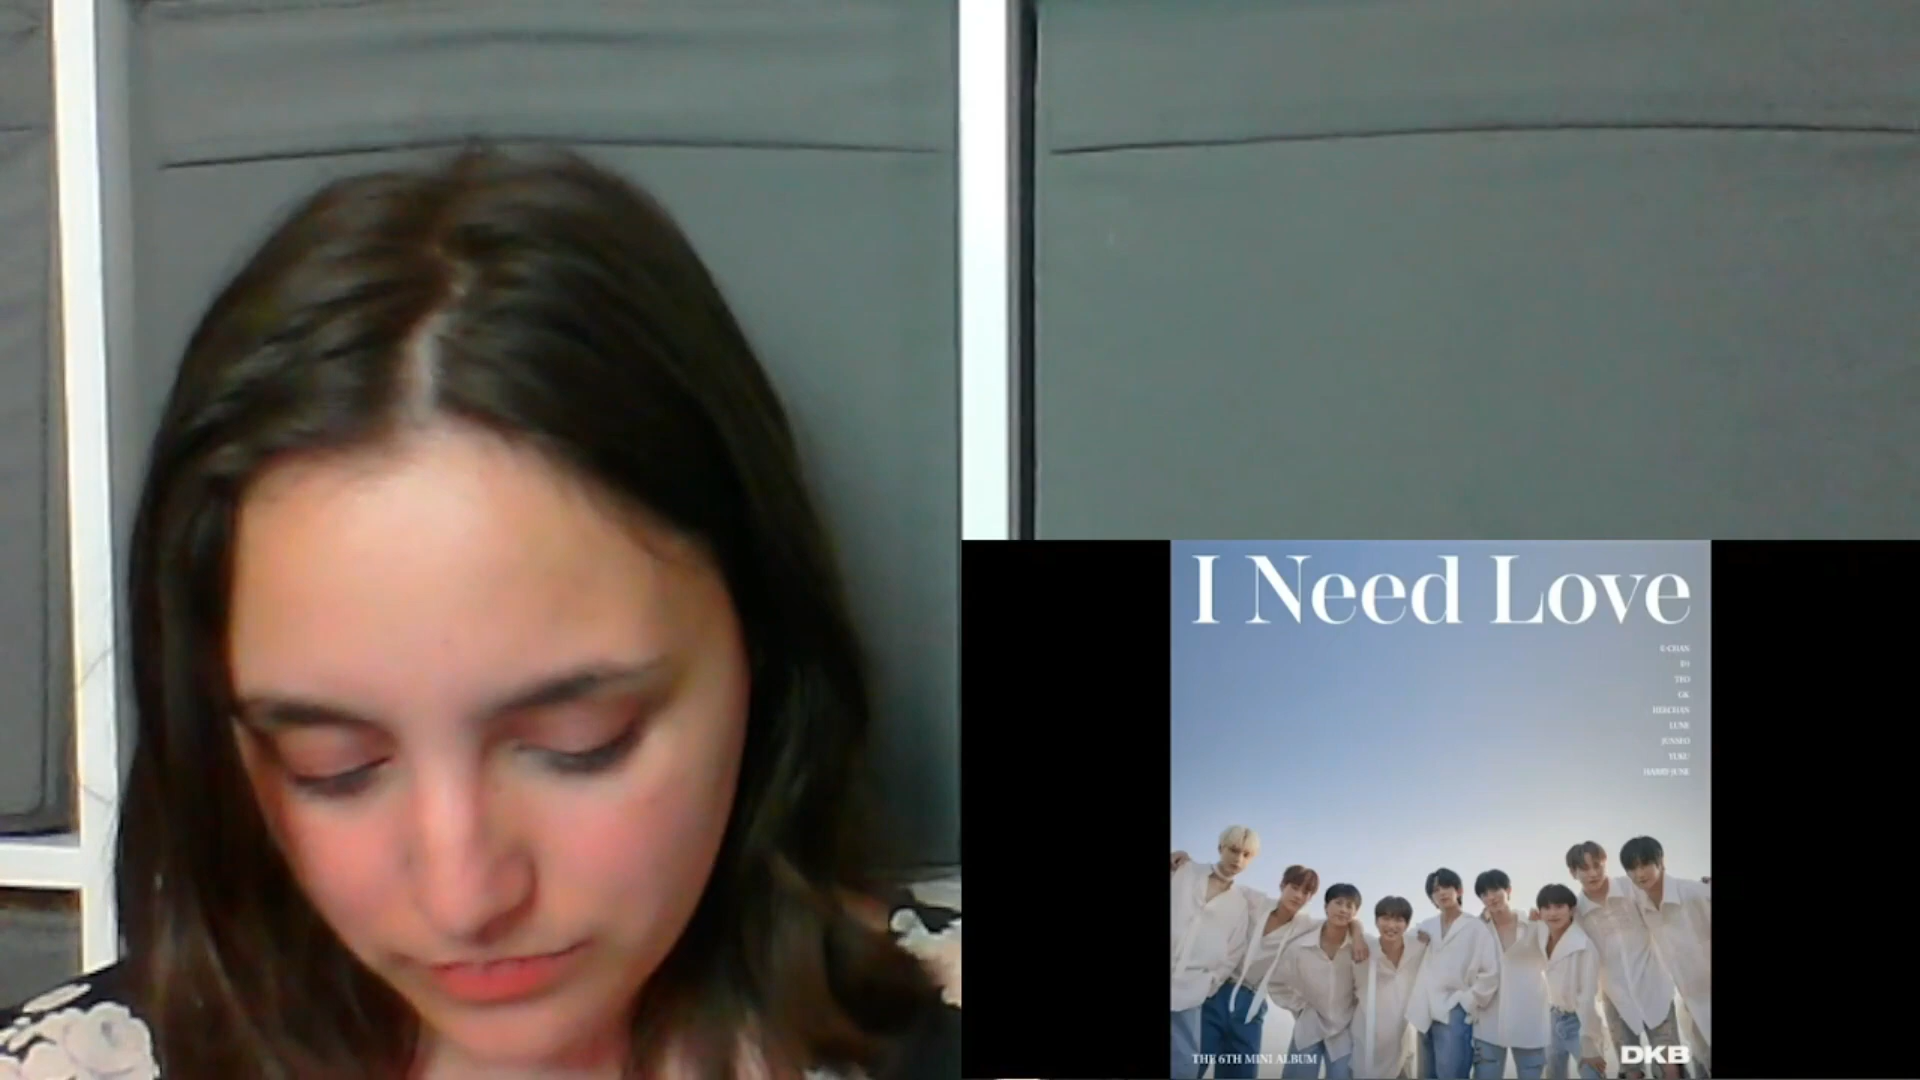 I Need Love
E-CHAN
D1
TEO
GK
HEECHAN
LUNE
JUNSEO
YUKU
HARRY-JUNE
THE 6TH MINI ALBUM
DKB